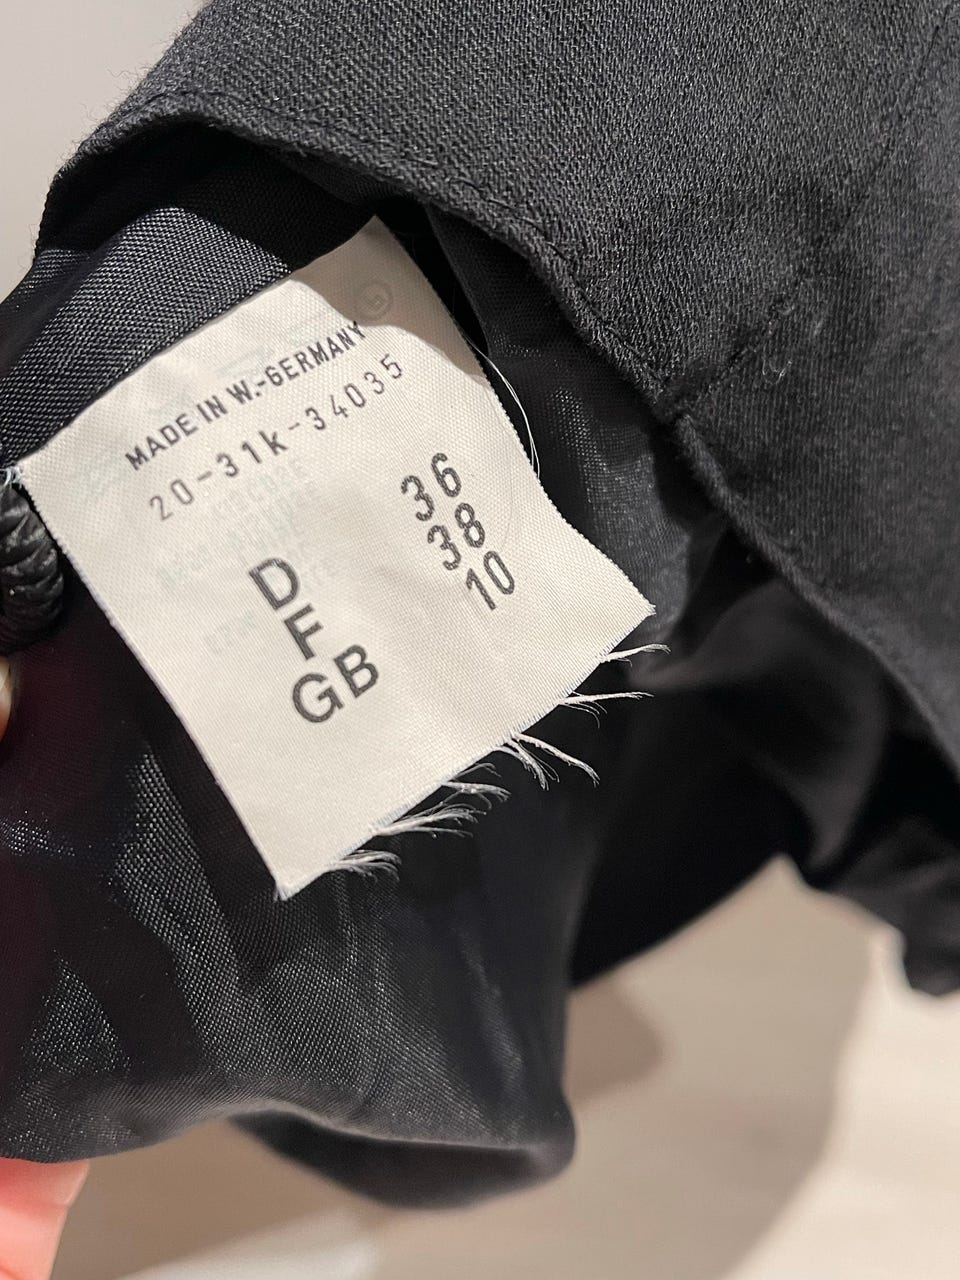 MADE IN W.-GERMANY
20-31k-34035
D 36
F 38
GB 10